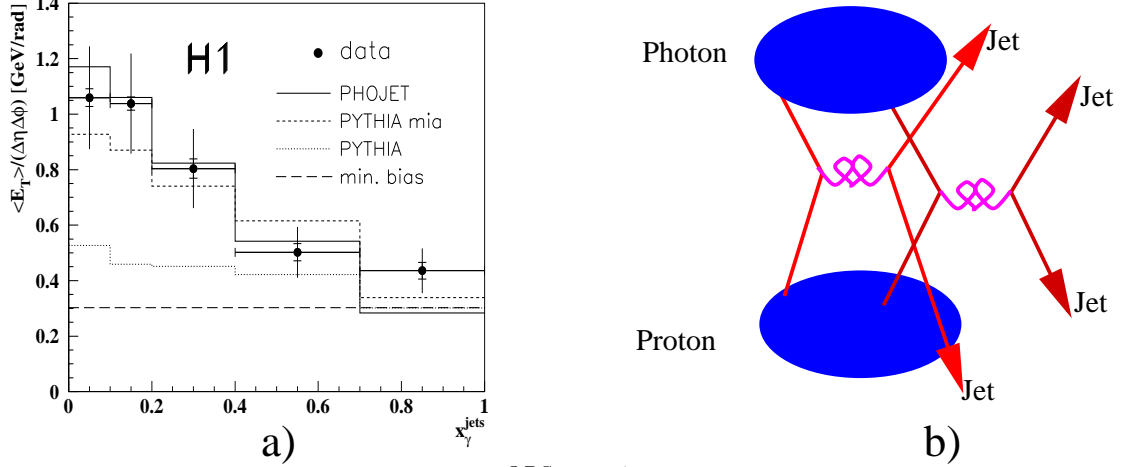 <E_T>/(ΔηΔφ) [GeV/rad]
1.4
1.2
1
0.8
0.6
0.4
0.2
0
H1
data
PHOJET
PYTHIA mia
PYTHIA
min. bias
0 0.2 0.4 0.6 0.8 1
x_γ^jets
a)
Photon
Jet
Jet
Proton
Jet
Jet
b)